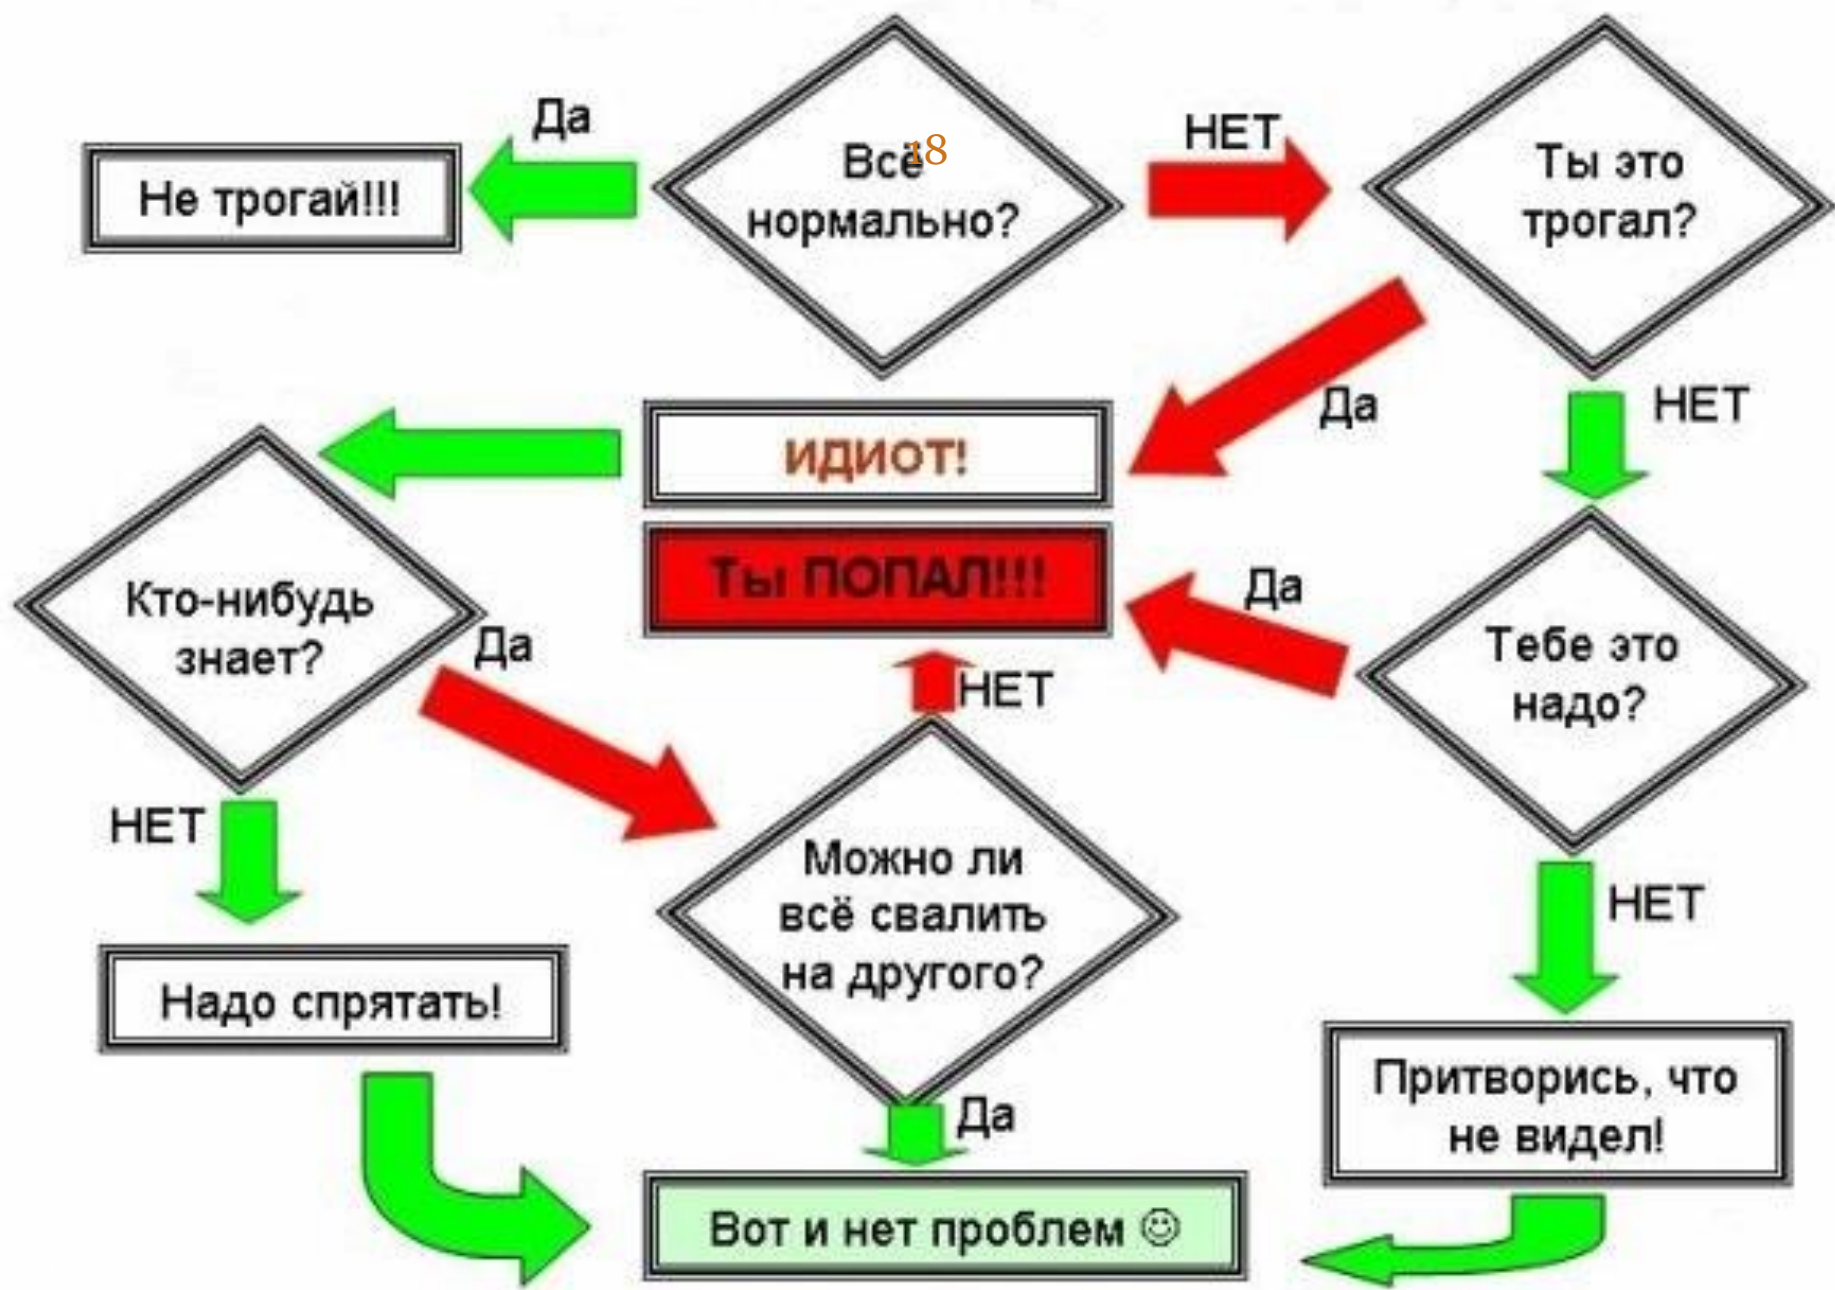 Да
НЕТ
Не трогай!!!
Всё
18
нормально?
Ты это
трогал?
Да
НЕТ
ИДИОТ!
Ты ПОПАЛ!!!
Да
Кто-нибудь
знает?
Да
НЕТ
Тебе это
надо?
НЕТ
Можно ли
всё свалить
на другого?
НЕТ
Надо спрятать!
Притворись, что
не видел!
Да
Вот и нет проблем ☺